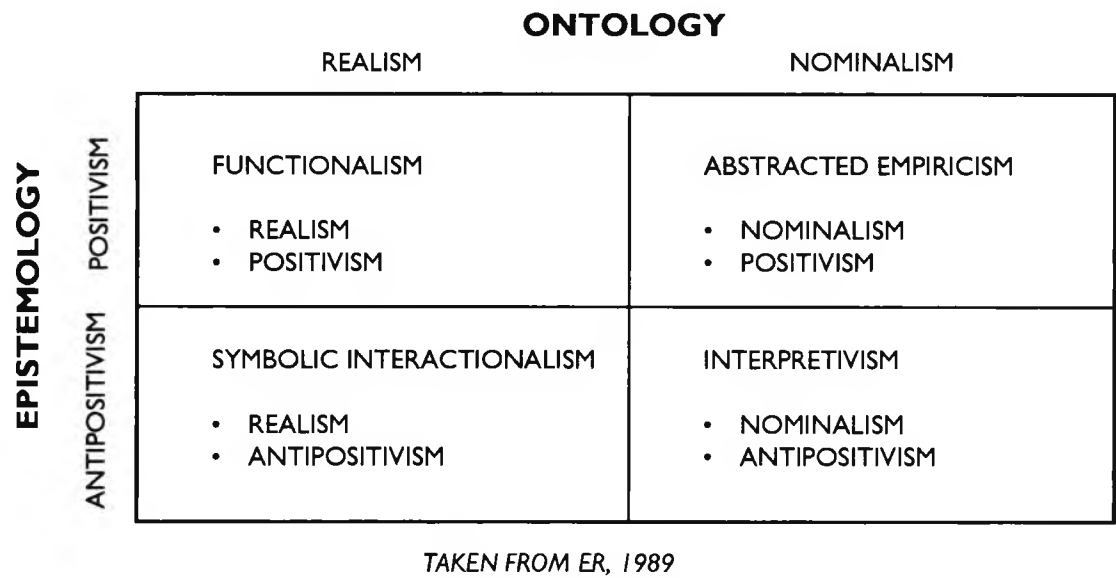 ONTOLOGY
REALISM NOMINALISM
EPISTEMOLOGY
POSITIVISM
FUNCTIONALISM
• REALISM
• POSITIVISM
ABSTRACTED EMPIRICISM
• NOMINALISM
• POSITIVISM
ANTIPOSITIVISM
SYMBOLIC INTERACTIONALISM
• REALISM
• ANTIPOSITIVISM
INTERPRETIVISM
• NOMINALISM
• ANTIPOSITIVISM
TAKEN FROM ER, 1989